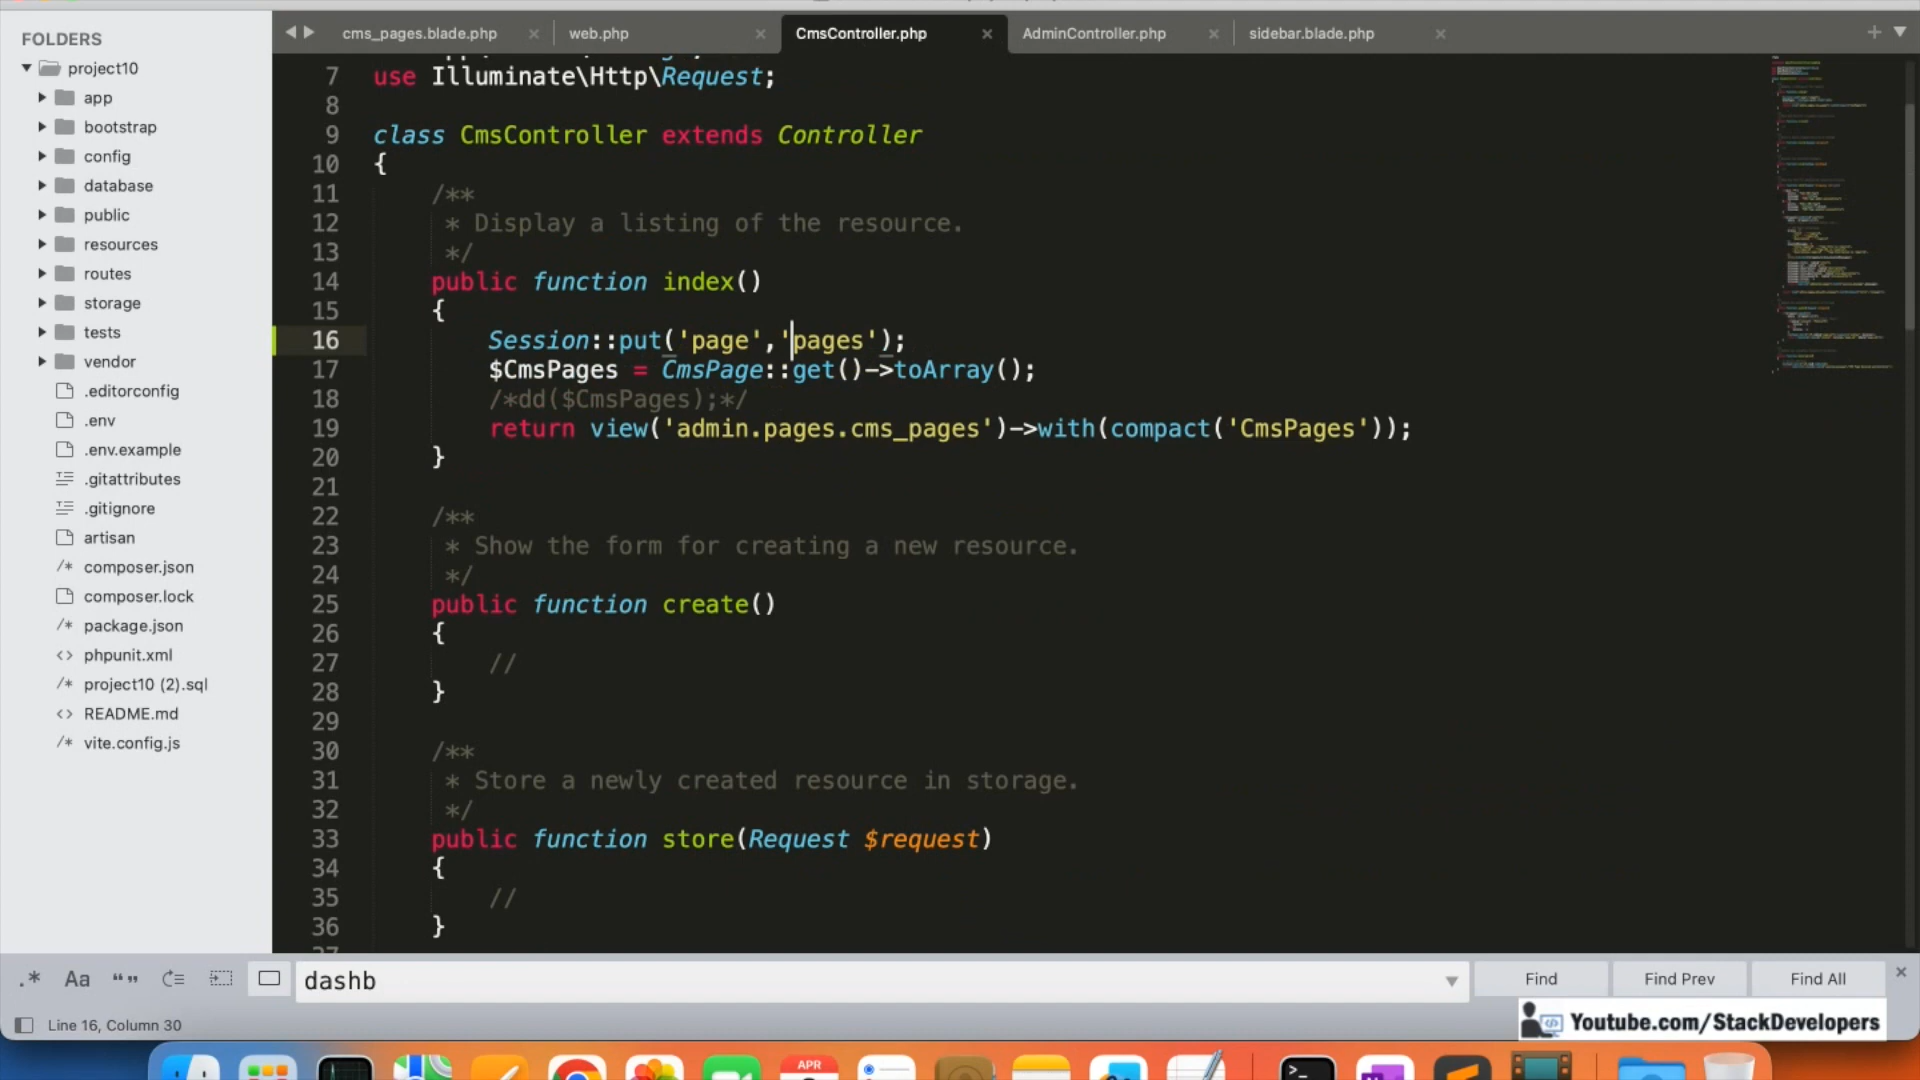 FOLDERS
project10
app
bootstrap
config
database
public
resources
routes
storage
tests
vendor
.editorconfig
.env
.env.example
.gitattributes
.gitignore
artisan
/* composer.json
composer.lock
/* package.json
<> phpunit.xml
/* project10 (2).sql
<> README.md
/* vite.config.js
cms_pages.blade.php
web.php
CmsController.php
AdminController.php
sidebar.blade.php
7 use Illuminate\Http\Request;
8
9 class CmsController extends Controller
10 {
11 /**
12 * Display a listing of the resource.
13 */
14 public function index()
15 {
16 Session::put('page','pages');
17 $CmsPages = CmsPage::get()->toArray();
18 /*dd($CmsPages);*/
19 return view('admin.pages.cms_pages')->with(compact('CmsPages'));
20 }
21
22 /**
23 * Show the form for creating a new resource.
24 */
25 public function create()
26 {
27 //
28 }
29
30 /**
31 * Store a newly created resource in storage.
32 */
33 public function store(Request $request)
34 {
35 //
36 }
.* Aa “” dashb Find Find Prev Find All
Line 16, Column 30
Youtube.com/StackDevelopers
APR